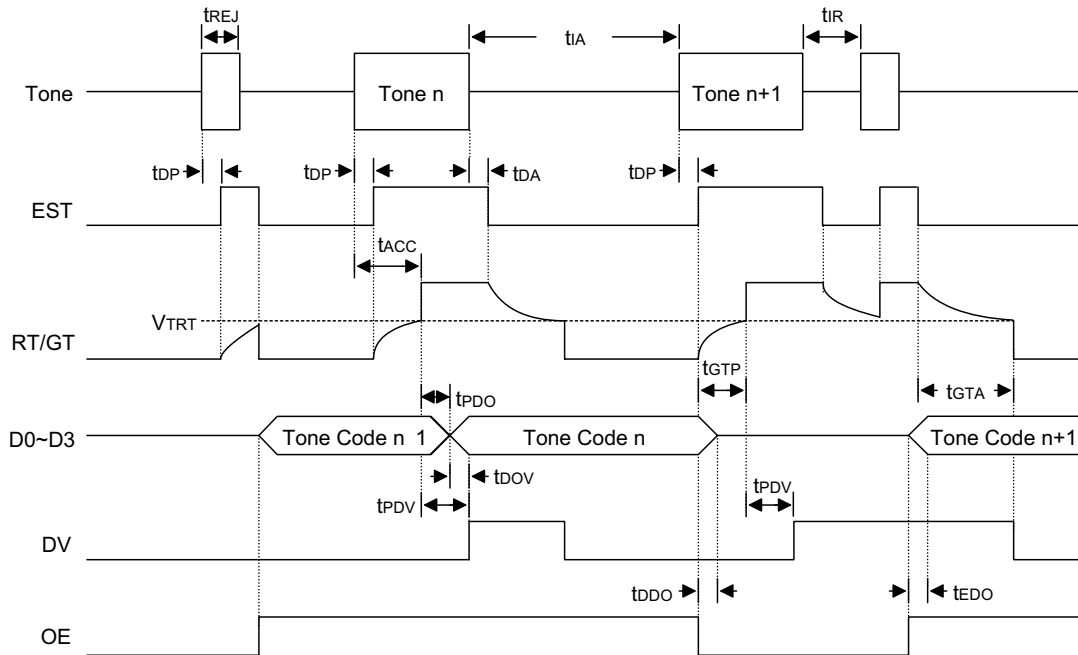 tREJ
tIA
tIR
Tone
Tone n
Tone n+1
tDP
tDP
tDA
tDP
EST
tACC
VTRT
RT/GT
tGTP
tGTA
tPDO
D0~D3
Tone Code n 1
Tone Code n
Tone Code n+1
tDOV
tPDV
tPDV
DV
tDDO
tEDO
OE